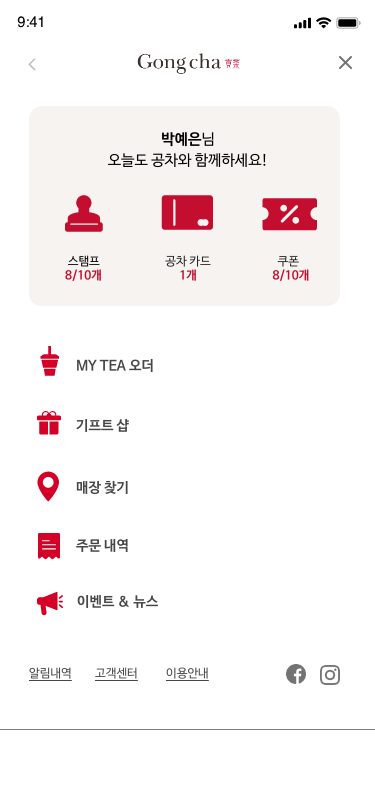 9:41
Gong cha 貢茶
박예은님
오늘도 공차와 함께하세요!
스탬프
8/10개
공차 카드
1개
쿠폰
8/10개
MY TEA 오더
기프트 샵
매장 찾기
주문 내역
이벤트 & 뉴스
알림내역 고객센터 이용안내